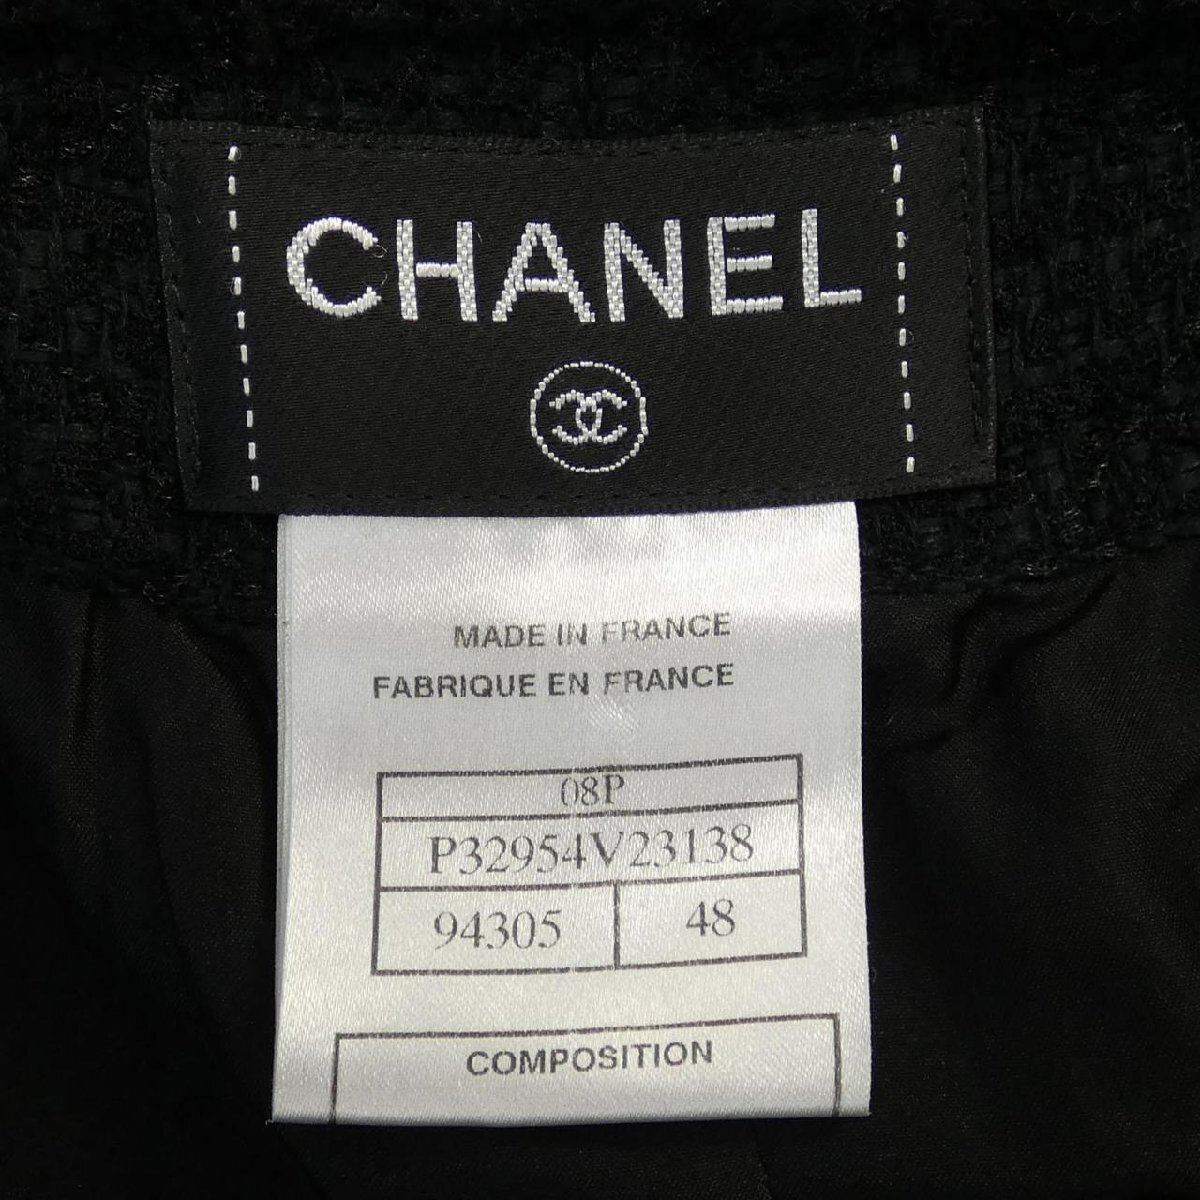 CHANEL
MADE IN FRANCE
FABRIQUE EN FRANCE
08P
P32954V23138
94305 48
COMPOSITION